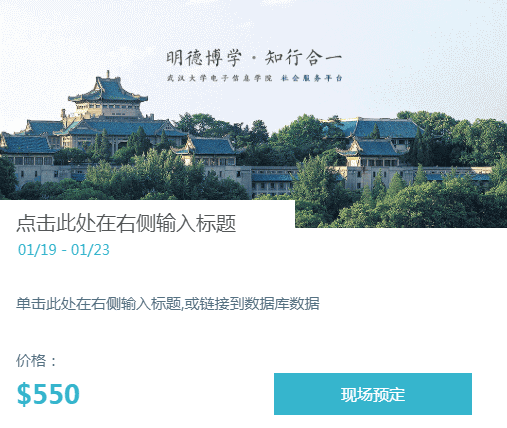 明德博学·知行合一
武汉大学电子信息学院 社会服务平台
点击此处在右侧输入标题
01/19 - 01/23
单击此处在右侧输入标题,或链接到数据库数据
价格：
$550
现场预定